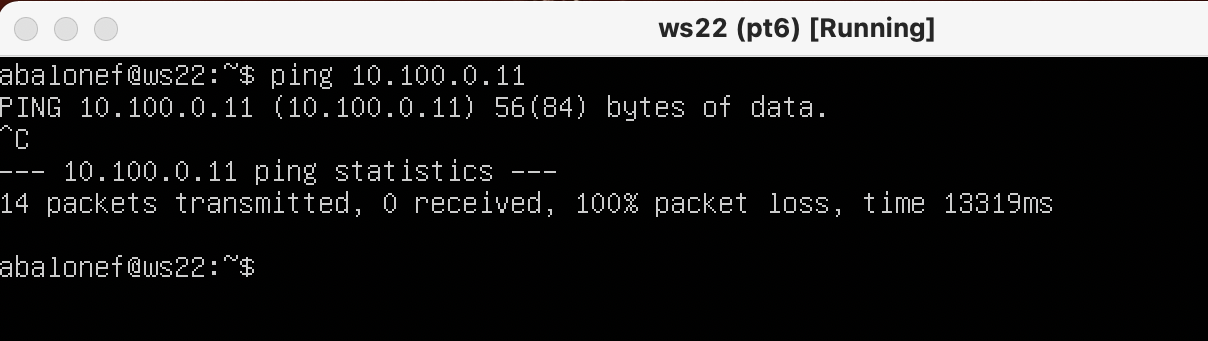 ws22 (pt6) [Running]
abalonef@ws22:~$ ping 10.100.0.11
PING 10.100.0.11 (10.100.0.11) 56(84) bytes of data.
^C
--- 10.100.0.11 ping statistics ---
14 packets transmitted, 0 received, 100% packet loss, time 13319ms
abalonef@ws22:~$